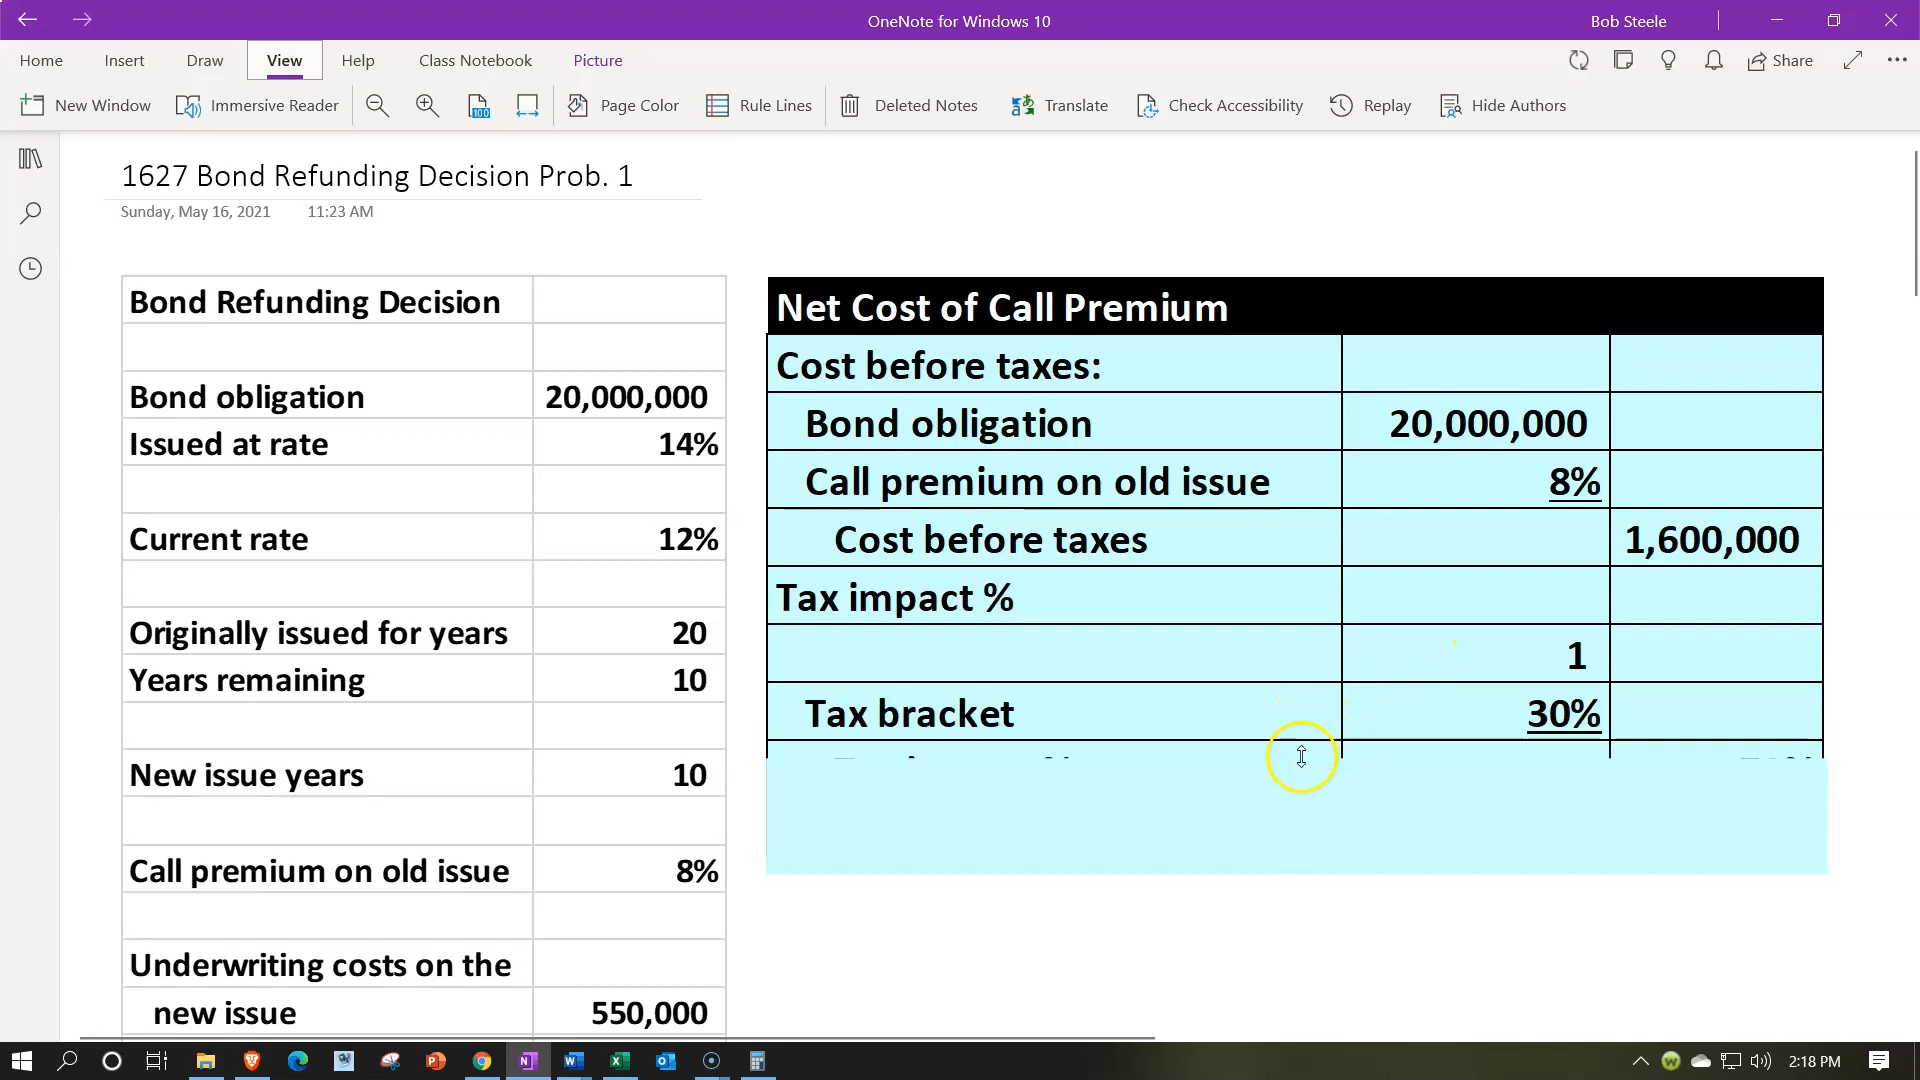 OneNote for Windows 10
Bob Steele
Home Insert Draw View Help Class Notebook Picture
Share
New Window Immersive Reader 100 Page Color Rule Lines Deleted Notes Translate Check Accessibility Replay Hide Authors
1627 Bond Refunding Decision Prob. 1
Sunday, May 16, 2021 11:23 AM
Bond Refunding Decision
Bond obligation 20,000,000
Issued at rate 14%
Current rate 12%
Originally issued for years 20
Years remaining 10
New issue years 10
Call premium on old issue 8%
Underwriting costs on the
new issue 550,000
Net Cost of Call Premium
Cost before taxes:
Bond obligation 20,000,000
Call premium on old issue 8%
Cost before taxes 1,600,000
Tax impact %
1
Tax bracket 30%
2:18 PM